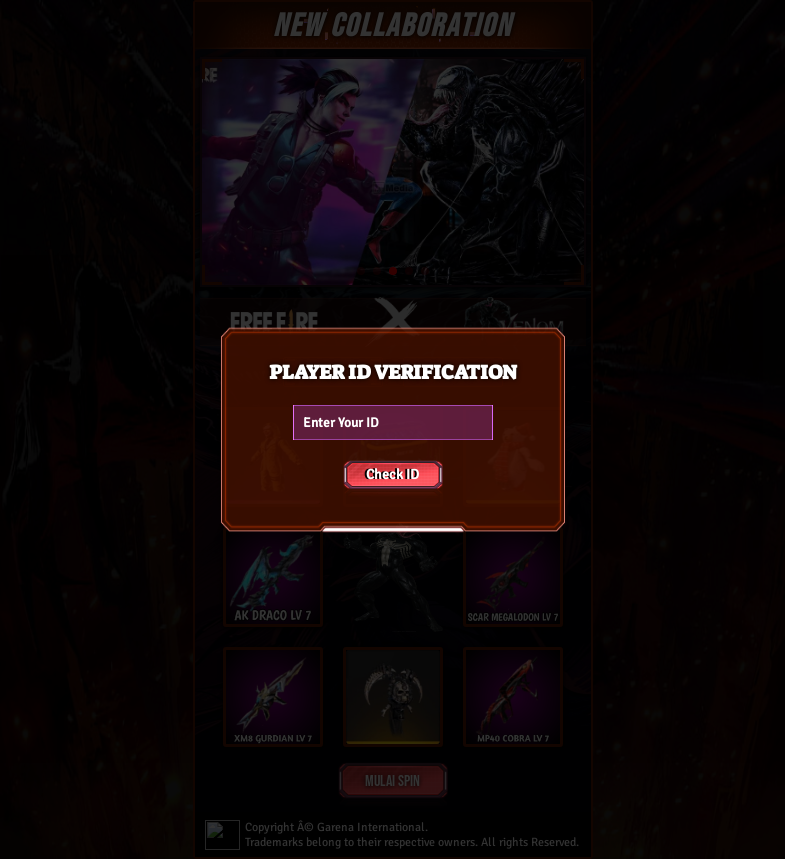 NEW COLLABORATION
RE
FREE FIRE
VENOM
PLAYER ID VERIFICATION
Enter Your ID
Check ID
AK DRACO LV 7
SCAR MEGALODON LV 7
XM8 GURDIAN LV 7
MP40 COBRA LV 7
MULAI SPIN
Copyright Â© Garena International.
Trademarks belong to their respective owners. All rights Reserved.